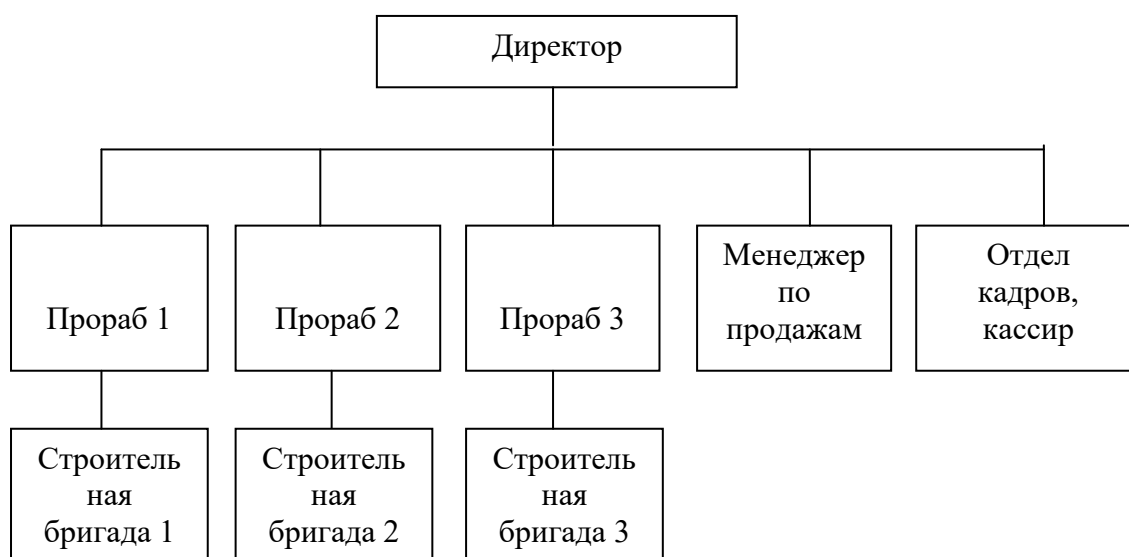 Директор
Прораб 1
Прораб 2
Прораб 3
Менеджер
по
продажам
Отдел
кадров,
кассир
Строитель
ная
бригада 1
Строитель
ная
бригада 2
Строитель
ная
бригада 3